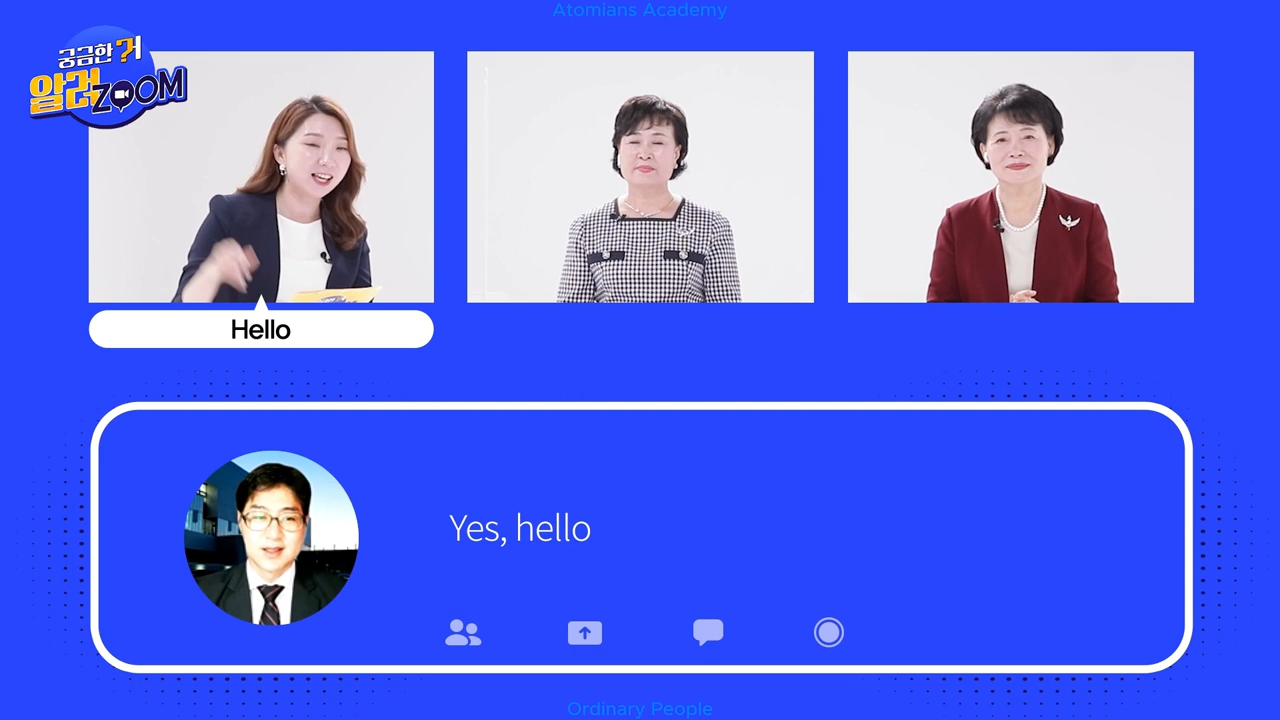 Atomians Academy
궁금한 거
알려ZOOM
Hello
Yes, hello
Ordinary People